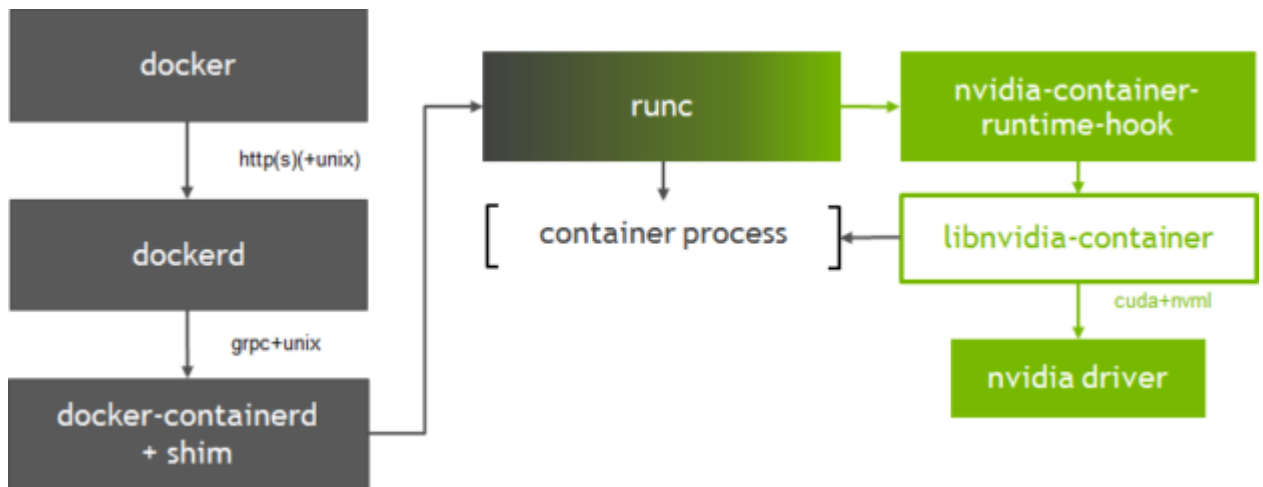 docker
http(s)(+unix)
dockerd
grpc+unix
docker-containerd
+ shim
runc
container process
nvidia-container-
runtime-hook
libnvidia-container
cuda+nvml
nvidia driver